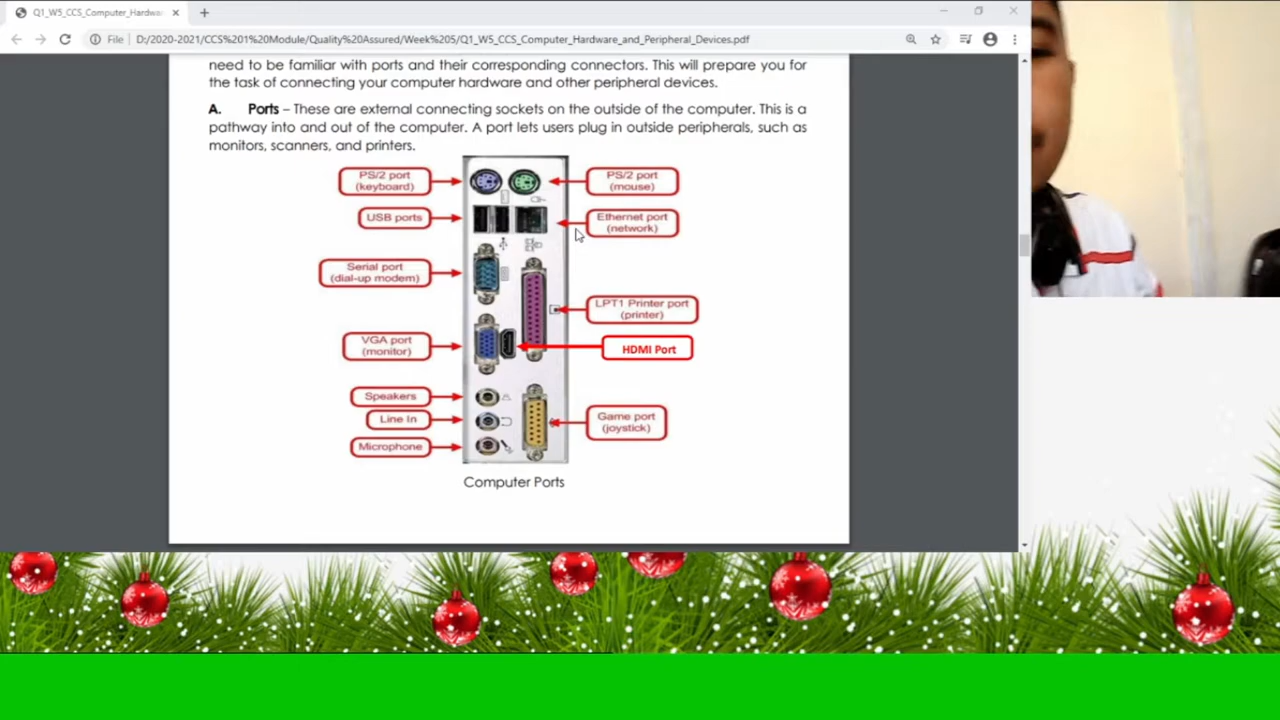 Q1_W5_CCS_Computer_Hardwa
File
D:/2020-2021/CCS%201%20Module/Quality%20Assured/Week%205/Q1_W5_CCS_Computer_Hardware_and_Peripheral_Devices.pdf
need to be familiar with ports and their corresponding connectors. This will prepare you for
the task of connecting your computer hardware and other peripheral devices.
A. Ports – These are external connecting sockets on the outside of the computer. This is a
pathway into and out of the computer. A port lets users plug in outside peripherals, such as
monitors, scanners, and printers.
PS/2 port
(keyboard)
PS/2 port
(mouse)
USB ports
Ethernet port
(network)
Serial port
(dial-up modem)
LPT1 Printer port
(printer)
VGA port
(monitor)
HDMI Port
Speakers
Line In
Game port
(joystick)
Microphone
Computer Ports